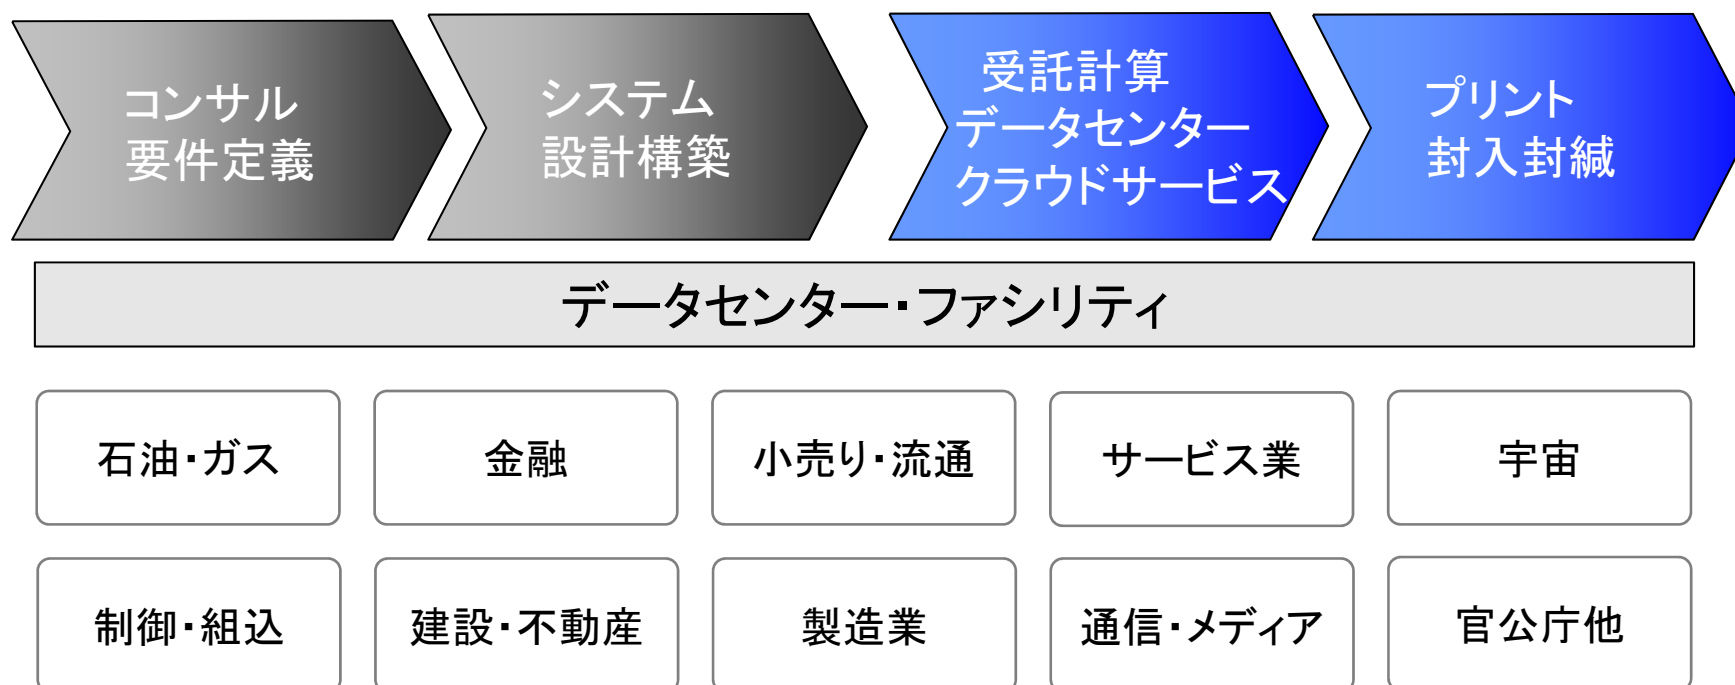 コンサル
要件定義
システム
設計構築
受託計算
データセンター
クラウドサービス
プリント
封入封緘
データセンター・ファシリティ
石油・ガス
金融
小売り・流通
サービス業
宇宙
制御・組込
建設・不動産
製造業
通信・メディア
官公庁他